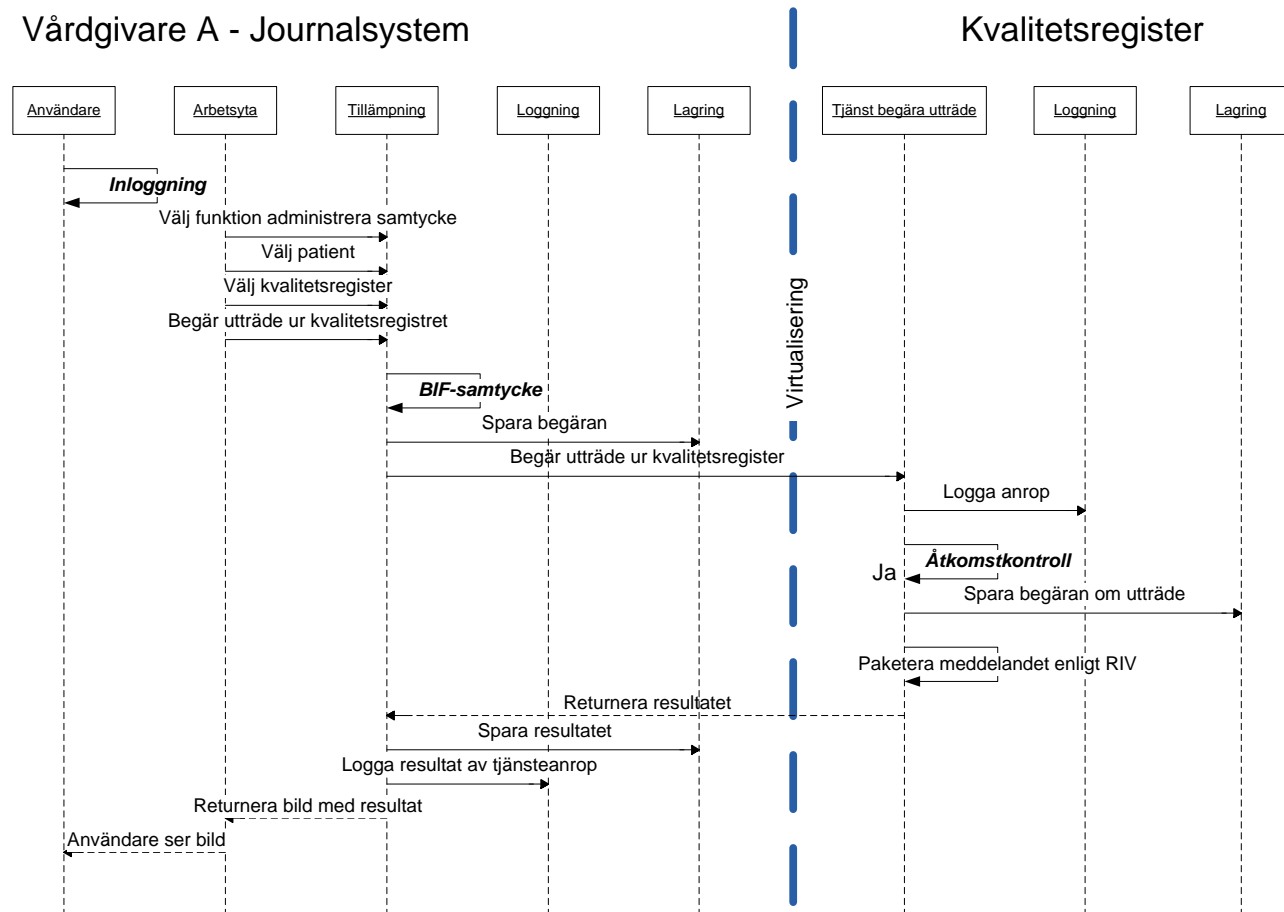 Vårdgivare A - Journalsystem
Kvalitetsregister
Användare
Arbetsyta
Tillämpning
Loggning
Lagring
Tjänst begära utträde
Loggning
Lagring
Inloggning
Välj funktion administrera samtycke
Välj patient
Välj kvalitetsregister
Begär utträde ur kvalitetsregistret
Virtualisering
BIF-samtycke
Spara begäran
Begär utträde ur kvalitetsregister
Logga anrop
Ja
Åtkomstkontroll
Spara begäran om utträde
Paketera meddelandet enligt RIV
Returnera resultatet
Spara resultatet
Logga resultat av tjänsteanrop
Returnera bild med resultat
Användare ser bild